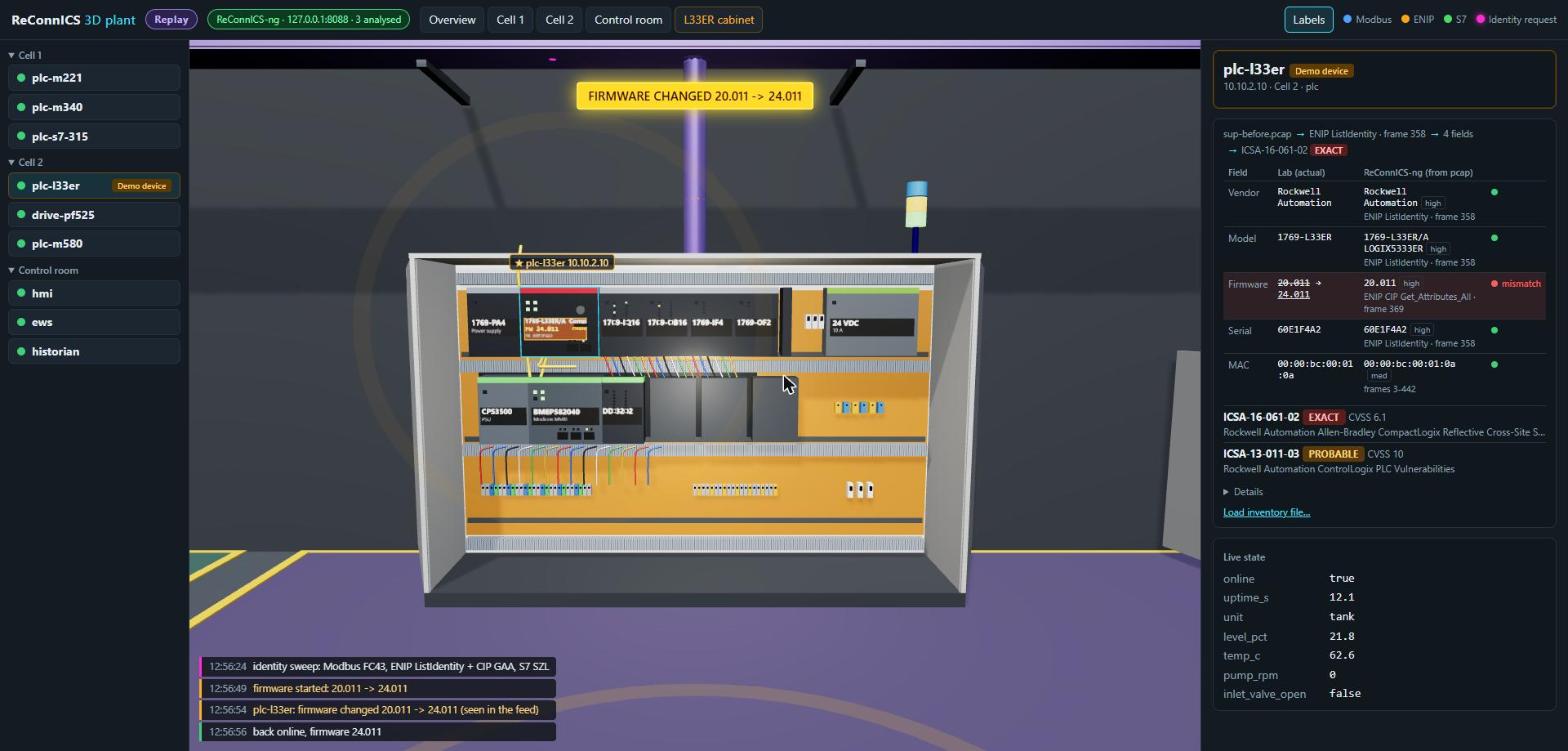 ReConnICS 3D plant
Replay
ReConnICS-ng · 127.0.0.1:8088 · 3 analysed
Overview
Cell 1
Cell 2
Control room
L33ER cabinet
Labels
Modbus
ENIP
S7
Identity request
Cell 1
plc-m221
plc-m340
plc-s7-315
Cell 2
plc-l33er Demo device
drive-pf525
plc-m580
Control room
hmi
ews
historian
FIRMWARE CHANGED 20.011 -> 24.011
★ plc-l33er 10.10.2.10
1769-PA4
Power supply
FW 24.011
1769-IF4
1769-OF2
24 VDC
10 A
CPS3500
PSU
BMEP582040
Modicon M580
12:56:24 identity sweep: Modbus FC43, ENIP ListIdentity + CIP GAA, S7 SZL
12:56:49 firmware started: 20.011 -> 24.011
12:56:54 plc-l33er: firmware changed 20.011 -> 24.011 (seen in the feed)
12:56:56 back online, firmware 24.011
plc-l33er Demo device
10.10.2.10 · Cell 2 · plc
sup-before.pcap → ENIP ListIdentity · frame 358 → 4 fields
→ ICSA-16-061-02 EXACT
Field Lab (actual) ReConnICS-ng (from pcap)
Vendor Rockwell Automation Rockwell Automation high
ENIP ListIdentity · frame 358
Model 1769-L33ER 1769-L33ER/A LOGIX5333ER high
ENIP ListIdentity · frame 358
Firmware 20.011 → 24.011 20.011 high mismatch
ENIP CIP Get_Attributes_All · frame 369
Serial 60E1F4A2 60E1F4A2 high
ENIP ListIdentity · frame 358
MAC 00:00:bc:00:01:0a 00:00:bc:00:01:0a med
frames 3-442
ICSA-16-061-02 EXACT CVSS 6.1
Rockwell Automation Allen-Bradley CompactLogix Reflective Cross-Site S...
ICSA-13-011-03 PROBABLE CVSS 10
Rockwell Automation ControlLogix PLC Vulnerabilities
Details
Load inventory file...
Live state
online true
uptime_s 12.1
unit tank
level_pct 21.8
temp_c 62.6
pump_rpm 0
inlet_valve_open false